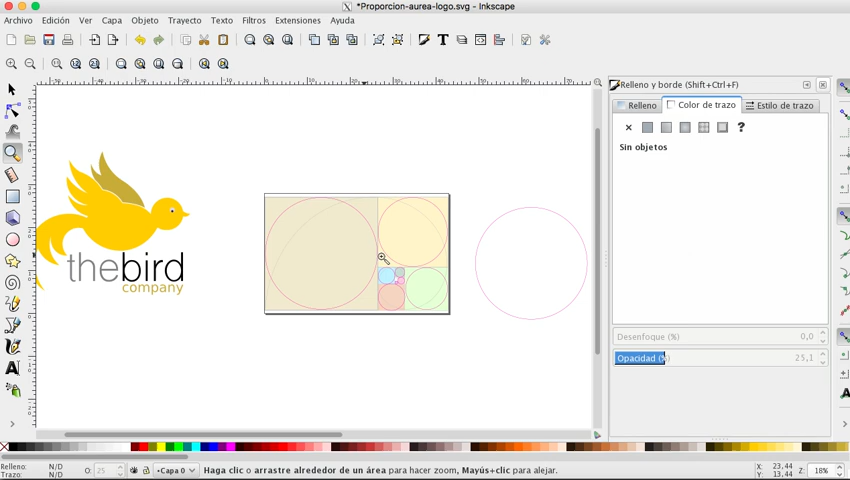 *Proporcion-aurea-logo.svg - Inkscape
Archivo Edición Ver Capa Objeto Trayecto Texto Filtros Extensiones Ayuda
Relleno y borde (Shift+Ctrl+F)
Relleno Color de trazo Estilo de trazo
Sin objetos
thebird
company
Desenfoque (%) 0,0
Opacidad (%) 25,1
Relleno: N/D O: 25
Trazo: N/D
•Capa 0
Haga clic o arrastre alrededor de un área para hacer zoom, Mayús+clic para alejar.
X: 23,44
Y: 13,44
Z: 18%